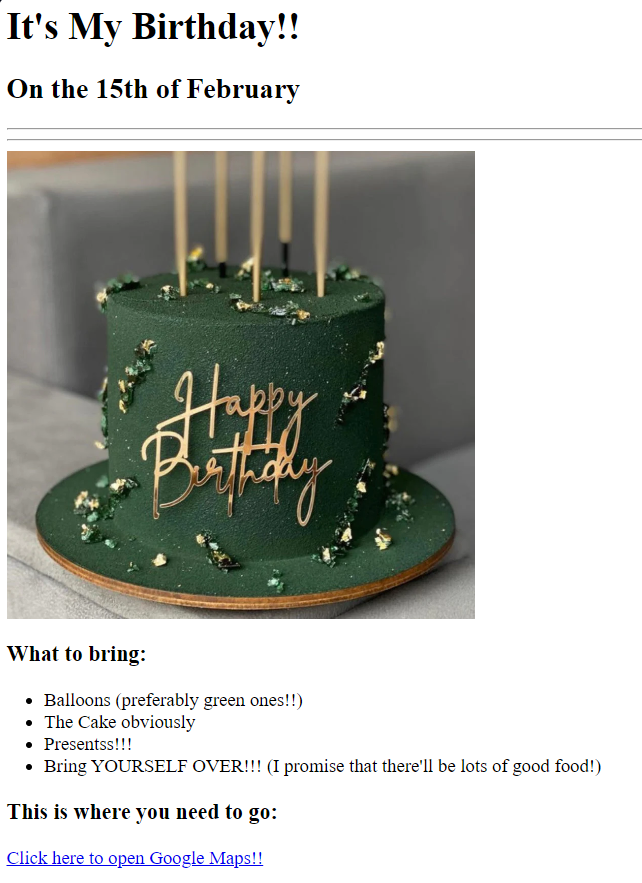 It's My Birthday!!
On the 15th of February
Happy
Birthday
What to bring:
Balloons (preferably green ones!!)
The Cake obviously
Presentss!!!
Bring YOURSELF OVER!!! (I promise that there'll be lots of good food!)
This is where you need to go:
Click here to open Google Maps!!